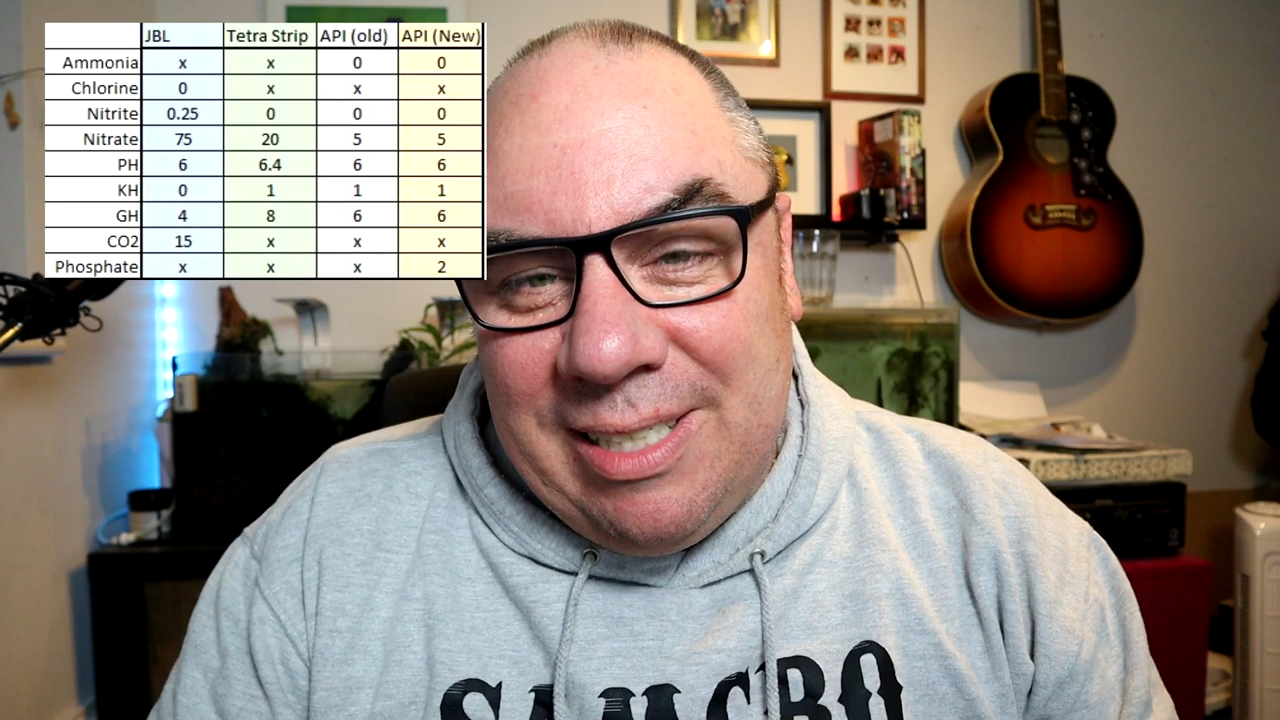 JBL Tetra Strip API (old) API (New)
Ammonia x x 0 0
Chlorine 0 x x x
Nitrite 0.25 0 0 0
Nitrate 75 20 5 5
PH 6 6.4 6 6
KH 0 1 1 1
GH 4 8 6 6
CO2 15 x x x
Phosphate x x x 2
SAMCRO